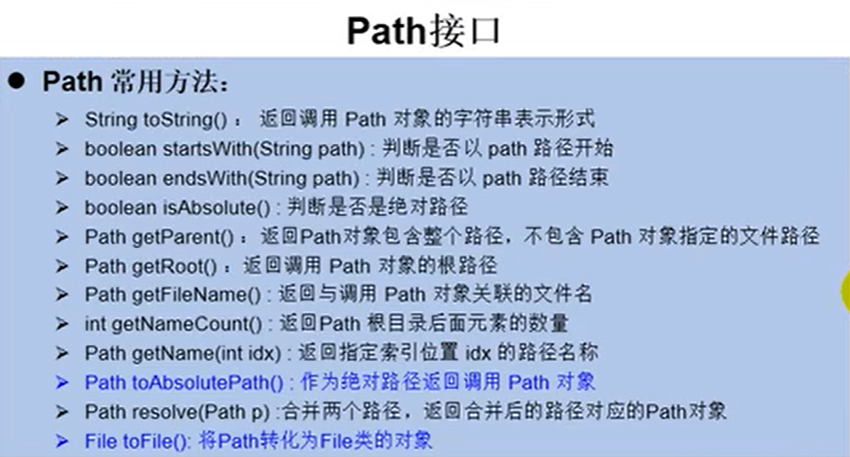 Path接口
● Path 常用方法：
➢ String toString() ： 返回调用 Path 对象的字符串表示形式
➢ boolean startsWith(String path) : 判断是否以 path 路径开始
➢ boolean endsWith(String path) : 判断是否以 path 路径结束
➢ boolean isAbsolute() : 判断是否是绝对路径
➢ Path getParent() ：返回Path对象包含整个路径，不包含 Path 对象指定的文件路径
➢ Path getRoot() ：返回调用 Path 对象的根路径
➢ Path getFileName() : 返回与调用 Path 对象关联的文件名
➢ int getNameCount() : 返回Path 根目录后面元素的数量
➢ Path getName(int idx) : 返回指定索引位置 idx 的路径名称
➢ Path toAbsolutePath() : 作为绝对路径返回调用 Path 对象
➢ Path resolve(Path p) :合并两个路径，返回合并后的路径对应的Path对象
➢ File toFile(): 将Path转化为File类的对象